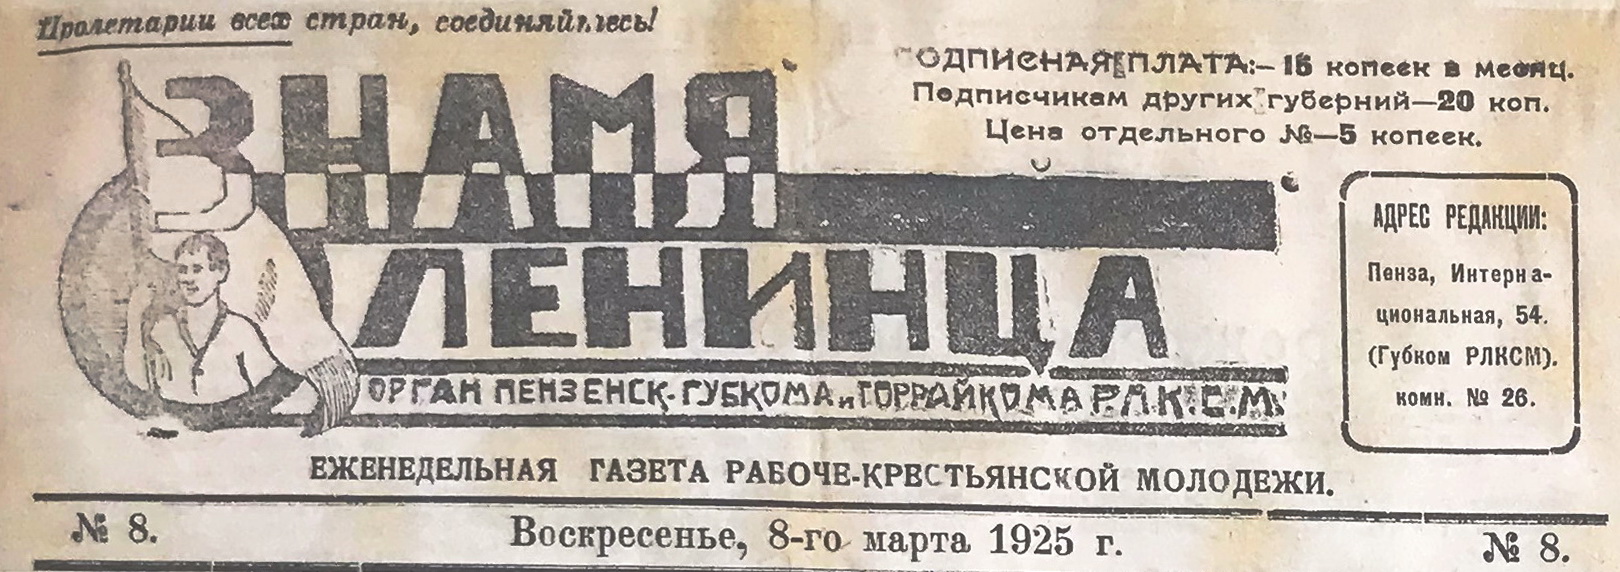 Пролетарии всех стран, соединяйтесь!
ПОДПИСНАЯ ПЛАТА:— 15 копеек в месяц.
Подписчикам других губерний—20 коп.
Цена отдельного №—5 копеек.
ЗНАМЯ
ЛЕНИНЦА
ОРГАН ПЕНЗЕНСК-ГУБКОМА и ГОРРАЙКОМА Р.Л.К.С.М.
АДРЕС РЕДАКЦИИ:
Пенза, Интерна-
циональная, 54.
(Губком РЛКСМ).
комн. № 26.
ЕЖЕНЕДЕЛЬНАЯ ГАЗЕТА РАБОЧЕ-КРЕСТЬЯНСКОЙ МОЛОДЕЖИ.
№ 8. Воскресенье, 8-го марта 1925 г. № 8.